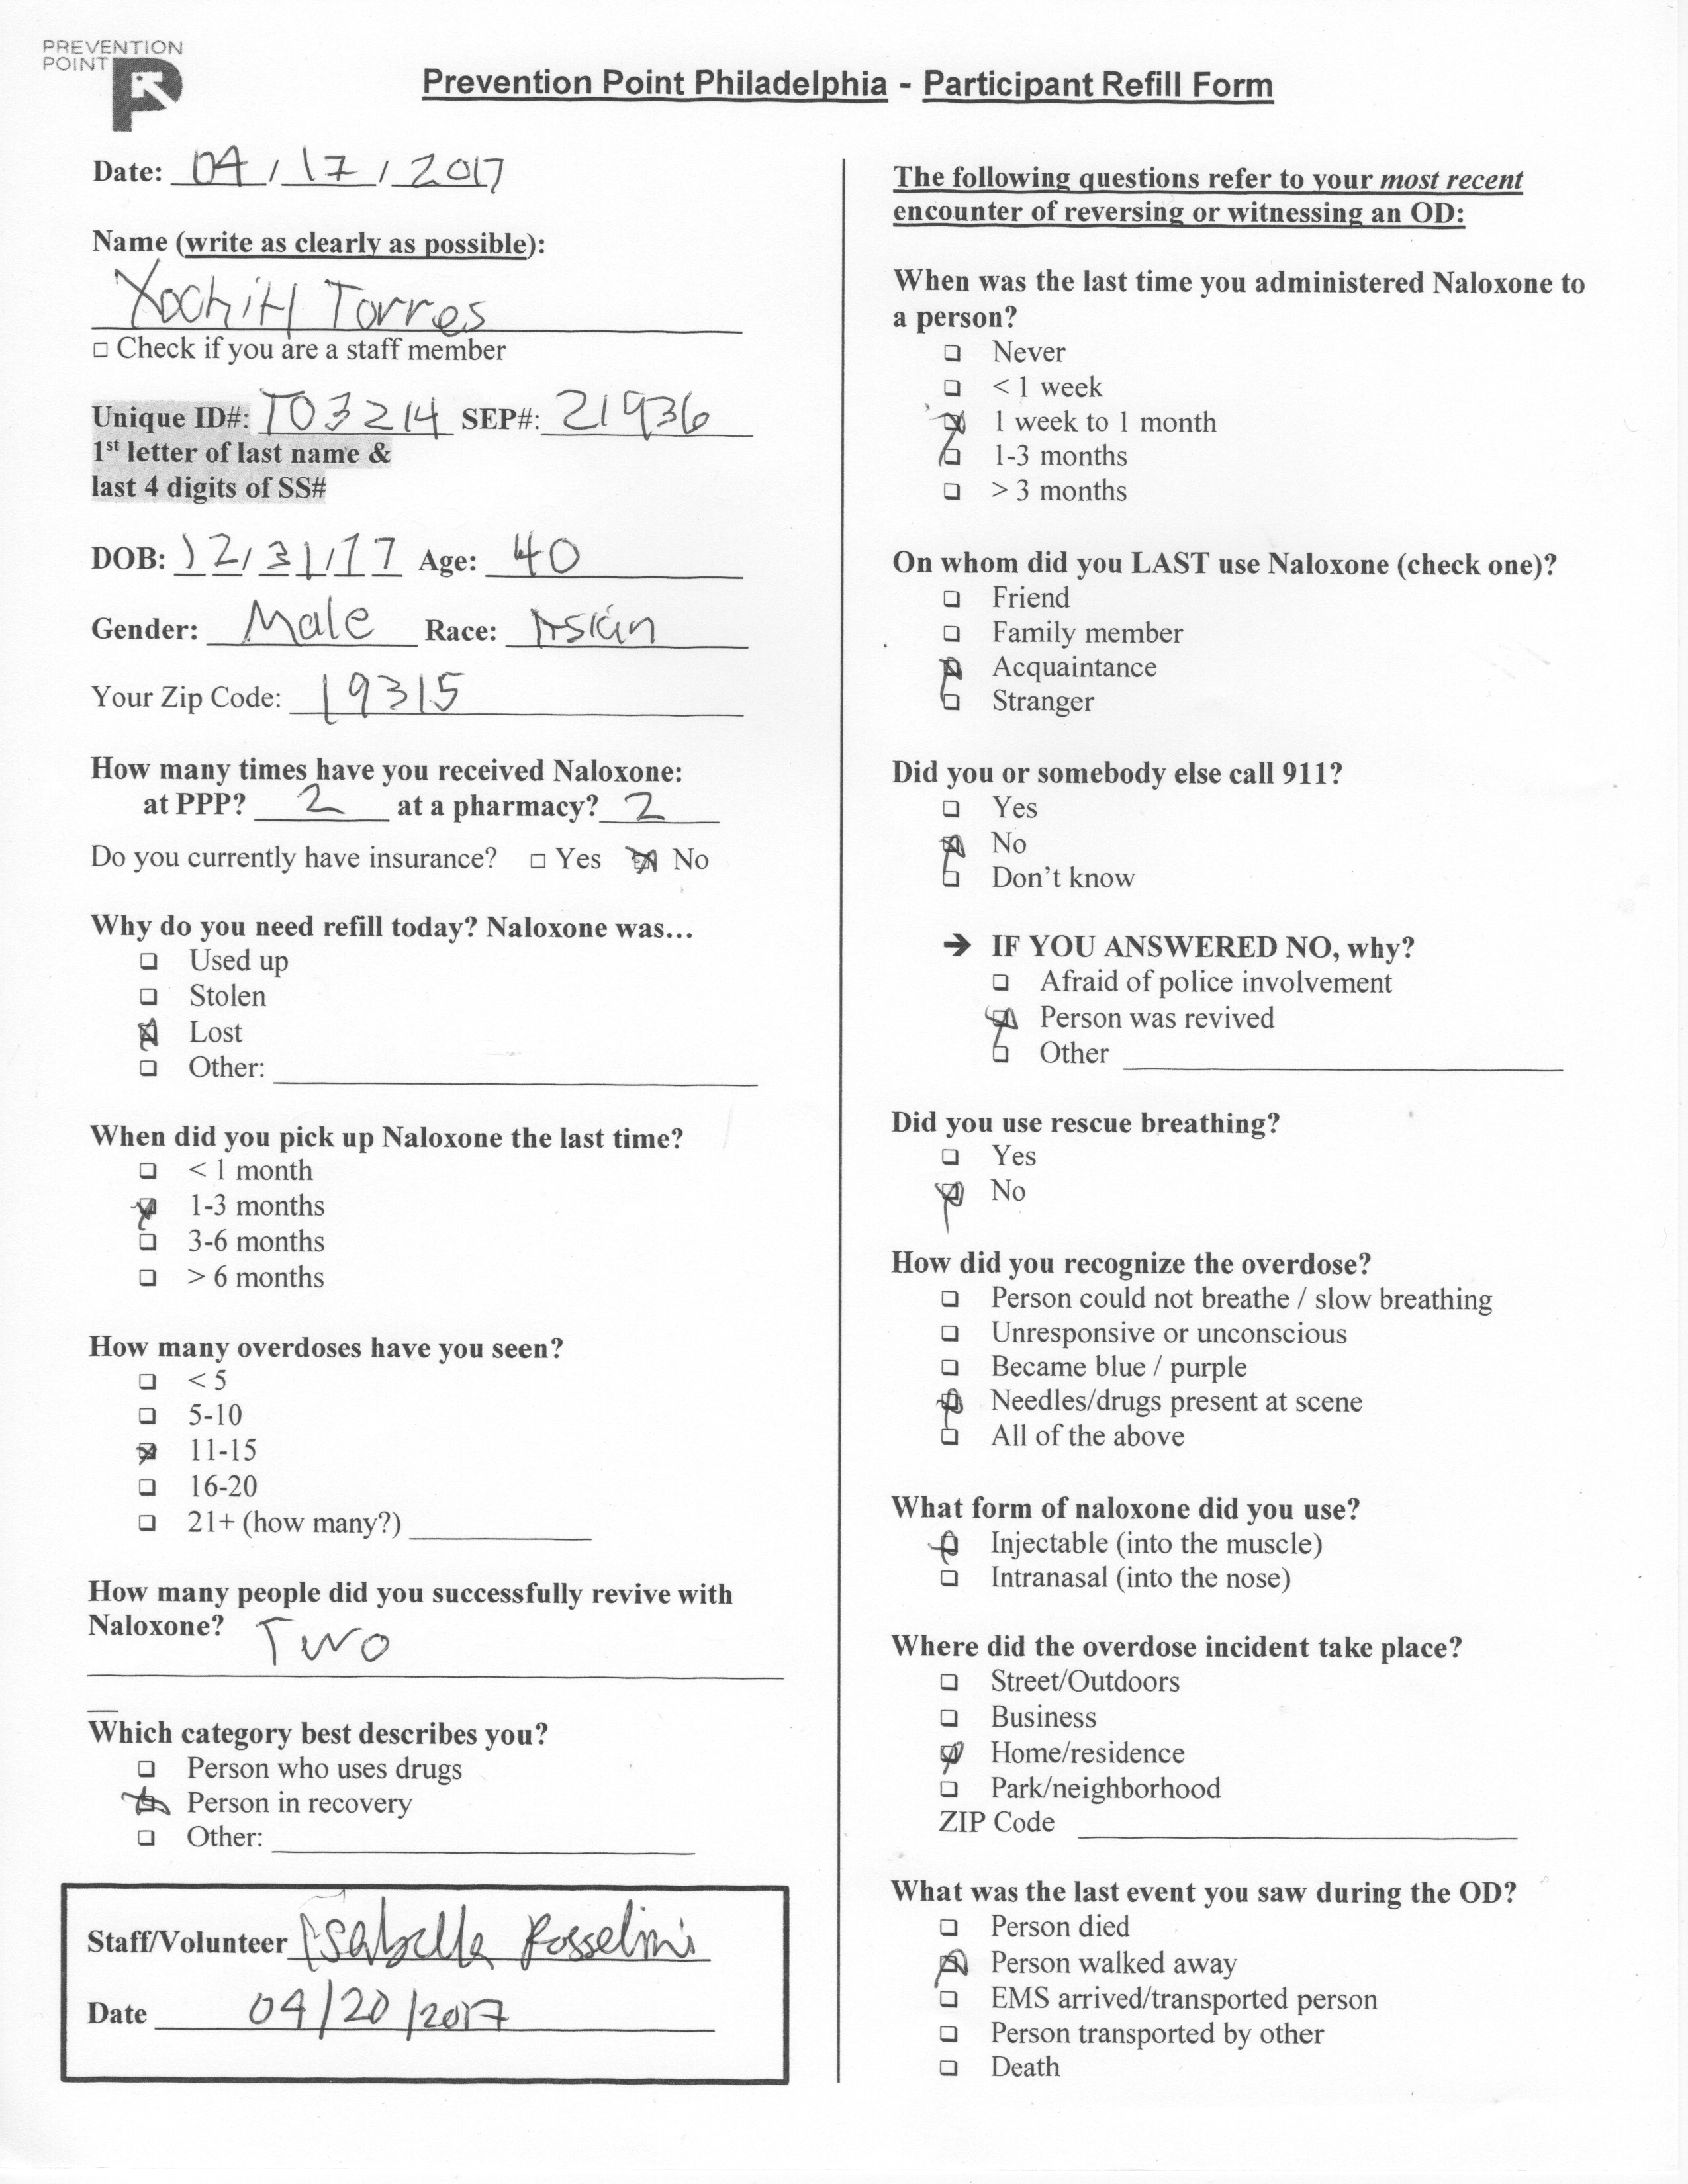 PREVENTION
POINT
Prevention Point Philadelphia - Participant Refill Form
Date: 04 / 17 / 2017
Name (write as clearly as possible):
Xochitl Torres
□ Check if you are a staff member
Unique ID#: T03214 SEP#: 21936
1st letter of last name &
last 4 digits of SS#
DOB: 12/31/77 Age: 40
Gender: Male Race: Asian
Your Zip Code: 19315
How many times have you received Naloxone:
at PPP? 2 at a pharmacy? 2
Do you currently have insurance? □ Yes ☒ No
Why do you need refill today? Naloxone was...
□ Used up
□ Stolen
☒ Lost
□ Other:
When did you pick up Naloxone the last time?
□ < 1 month
☒ 1-3 months
□ 3-6 months
□ > 6 months
How many overdoses have you seen?
□ < 5
□ 5-10
☒ 11-15
□ 16-20
□ 21+ (how many?)
How many people did you successfully revive with
Naloxone? Two
Which category best describes you?
□ Person who uses drugs
☒ Person in recovery
□ Other:
Staff/Volunteer Isabella Rosselini
Date 04/20/2017
The following questions refer to your most recent
encounter of reversing or witnessing an OD:
When was the last time you administered Naloxone to
a person?
□ Never
□ < 1 week
☒ 1 week to 1 month
□ 1-3 months
□ > 3 months
On whom did you LAST use Naloxone (check one)?
□ Friend
□ Family member
☒ Acquaintance
□ Stranger
Did you or somebody else call 911?
□ Yes
☒ No
□ Don't know
→ IF YOU ANSWERED NO, why?
□ Afraid of police involvement
☒ Person was revived
□ Other
Did you use rescue breathing?
□ Yes
☒ No
How did you recognize the overdose?
□ Person could not breathe / slow breathing
□ Unresponsive or unconscious
□ Became blue / purple
☒ Needles/drugs present at scene
□ All of the above
What form of naloxone did you use?
☒ Injectable (into the muscle)
□ Intranasal (into the nose)
Where did the overdose incident take place?
□ Street/Outdoors
□ Business
☒ Home/residence
□ Park/neighborhood
ZIP Code
What was the last event you saw during the OD?
□ Person died
☒ Person walked away
□ EMS arrived/transported person
□ Person transported by other
□ Death